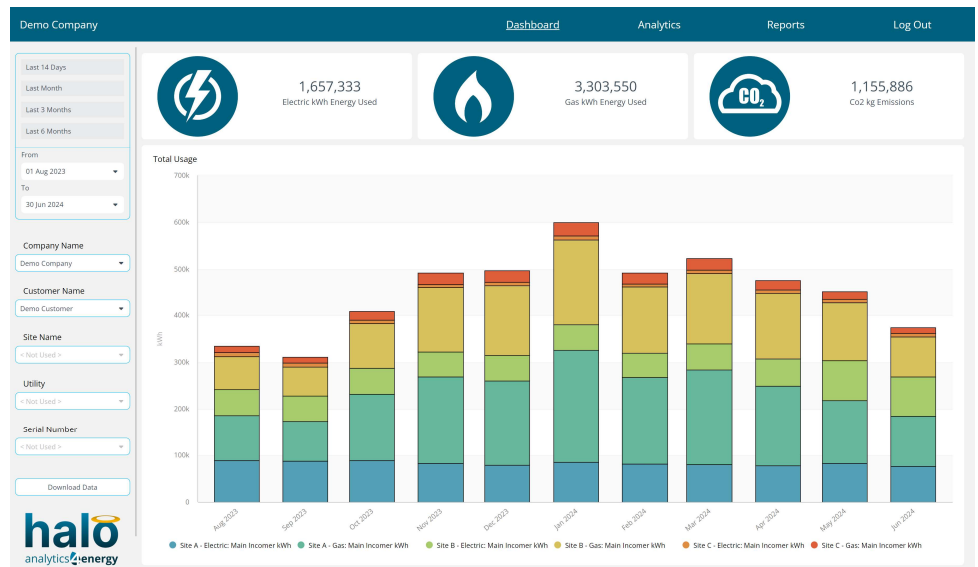 Demo Company
Dashboard
Analytics
Reports
Log Out
Last 14 Days
Last Month
Last 3 Months
Last 6 Months
From
01 Aug 2023
To
30 Jun 2024
Company Name
Demo Company
Customer Name
Demo Customer
Site Name
< Not Used >
Utility
< Not Used >
Serial Number
< Not Used >
Download Data
halo
analytics4energy
1,657,333
Electric kWh Energy Used
3,303,550
Gas kWh Energy Used
CO2
1,155,886
Co2 kg Emissions
Total Usage
700k
600k
500k
400k
300k
200k
100k
0
kWh
Aug 2023
Sep 2023
Oct 2023
Nov 2023
Dec 2023
Jan 2024
Feb 2024
Mar 2024
Apr 2024
May 2024
Jun 2024
Site A - Electric: Main Incomer kWh
Site A - Gas: Main Incomer kWh
Site B - Electric: Main Incomer kWh
Site B - Gas: Main Incomer kWh
Site C - Electric: Main Incomer kWh
Site C - Gas: Main Incomer kWh